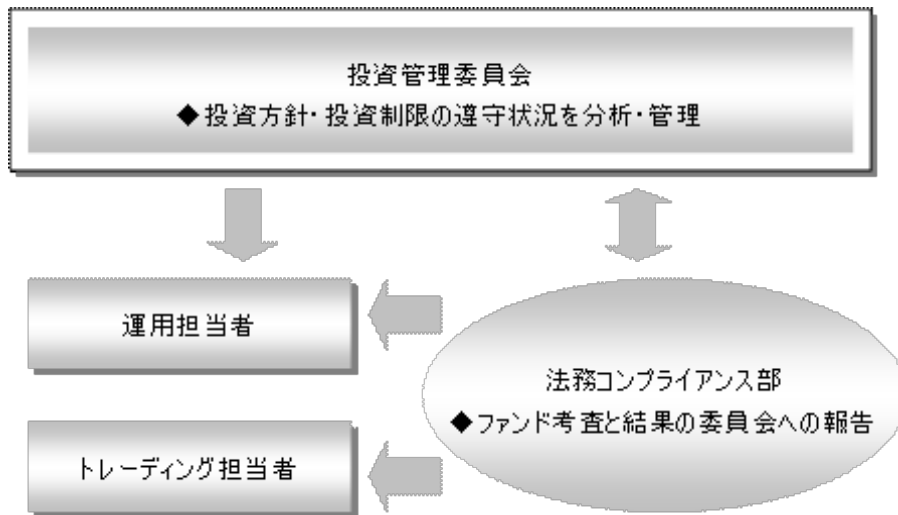 投資管理委員会
◆投資方針・投資制限の遵守状況を分析・管理
運用担当者
法務コンプライアンス部
◆ファンド考査と結果の委員会への報告
トレーディング担当者